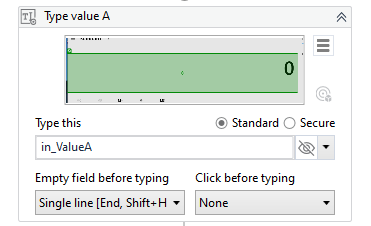 Type value A
0
Type this
Standard
Secure
in_ValueA
Empty field before typing
Click before typing
Single line [End, Shift+H
None